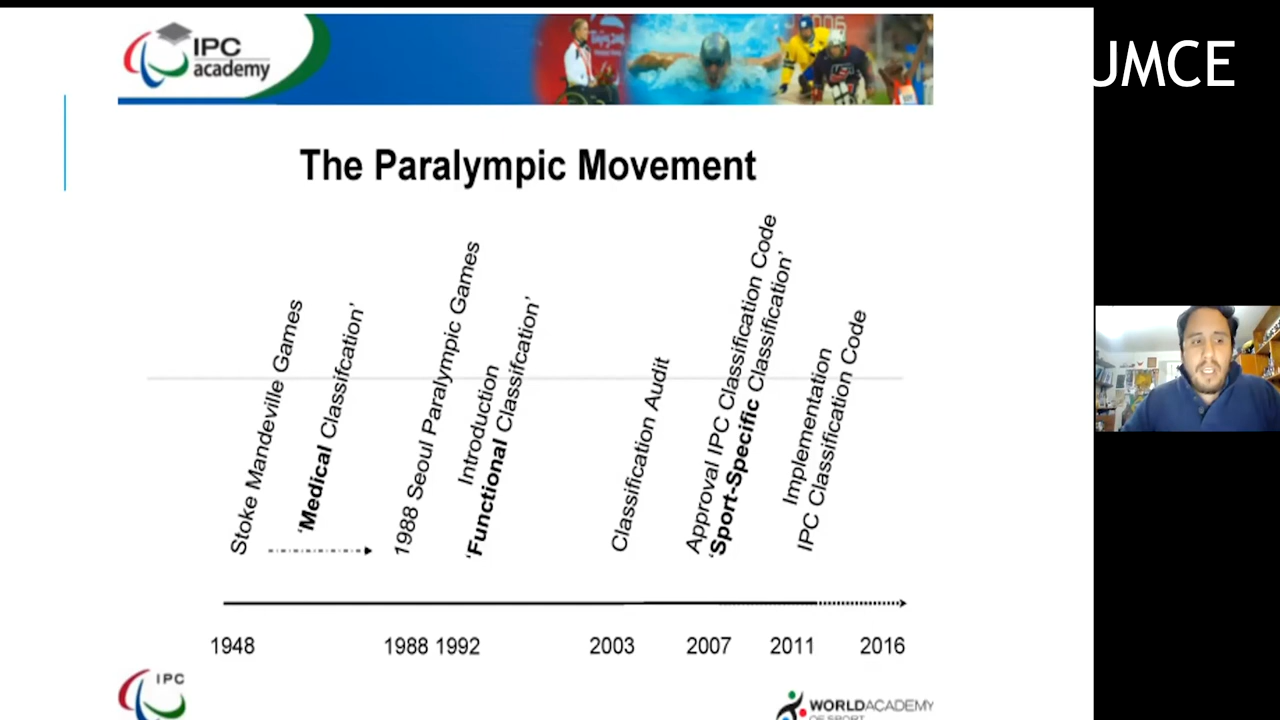 IPC
academy
UMCE
The Paralympic Movement
Stoke Mandeville Games
‘Medical Classifcation’
1988 Seoul Paralympic Games
Introduction
‘Functional Classifcation’
Classification Audit
Approval IPC Classification Code
‘Sport-Specific Classification’
Implementation
IPC Classification Code
1948
1988
1992
2003
2007
2011
2016
IPC
WORLDACADEMY
OF SPORT